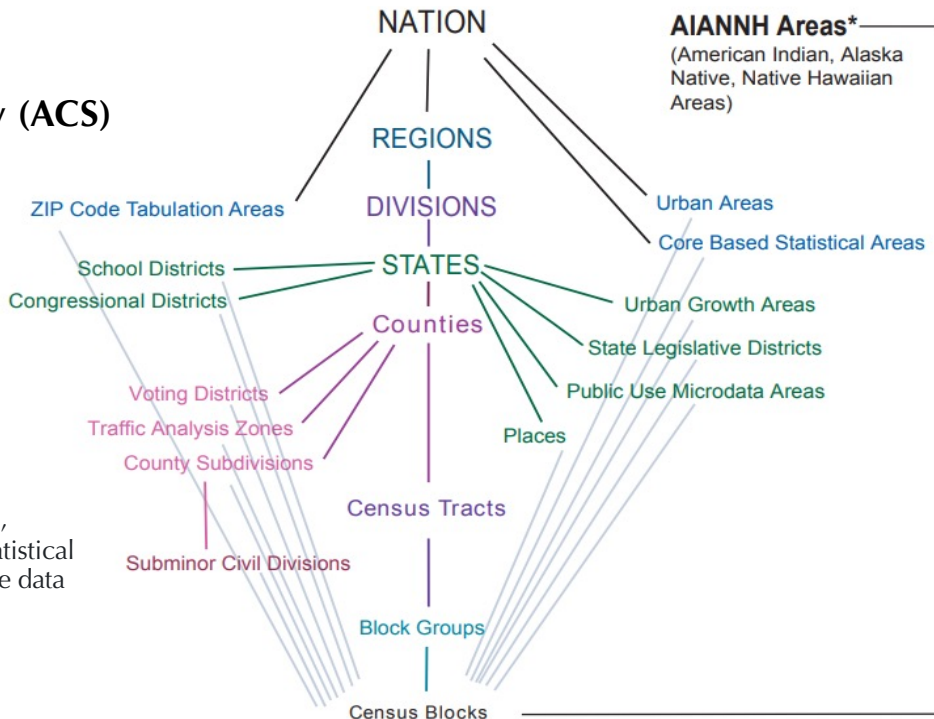 NATION
AIANNH Areas*
(American Indian, Alaska
Native, Native Hawaiian
Areas)
(ACS)
REGIONS
ZIP Code Tabulation Areas
DIVISIONS
Urban Areas
Core Based Statistical Areas
School Districts
STATES
Congressional Districts
Urban Growth Areas
Counties
State Legislative Districts
Voting Districts
Public Use Microdata Areas
Traffic Analysis Zones
Places
County Subdivisions
Census Tracts
Subminor Civil Divisions
data
Block Groups
Census Blocks